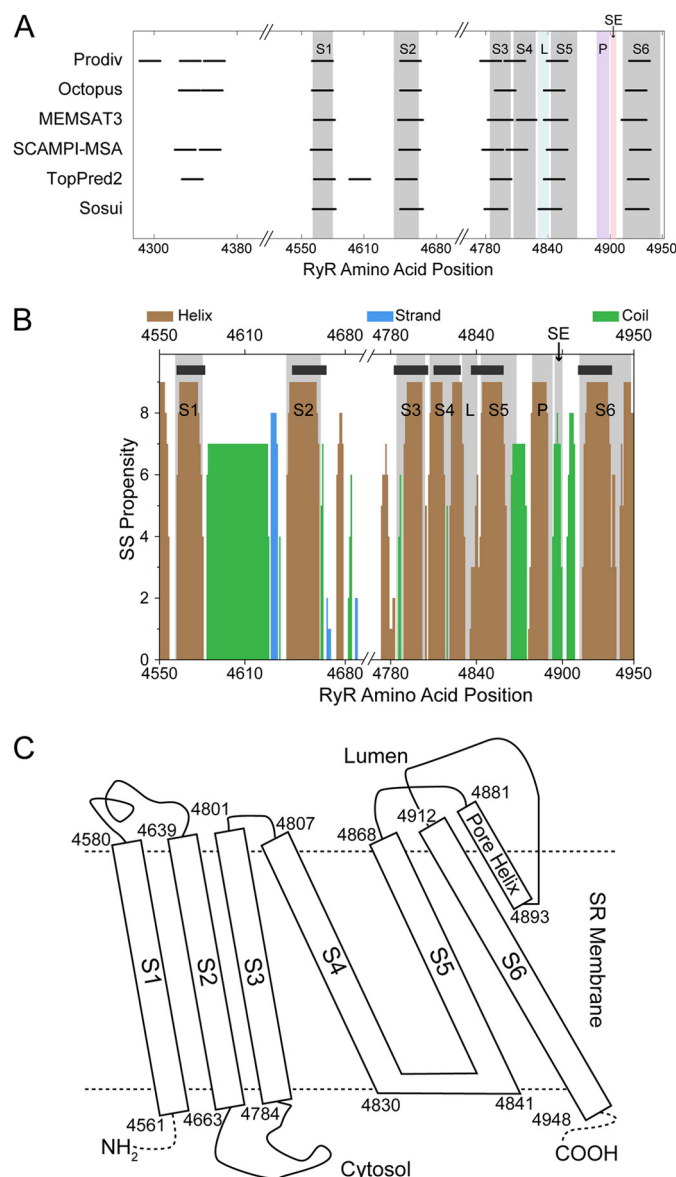 A
SE
S1 S2 S3 S4 L S5 P S6
Prodiv
Octopus
MEMSAT3
SCAMPI-MSA
TopPred2
Sosui
4300 4380 4550 4610 4680 4780 4840 4900 4950
RyR Amino Acid Position
B
Helix Strand Coil
4550 4610 4680 4780 4840 SE 4950
S1 S2 S3 S4 L S5 P S6
SS Propensity
8
6
4
2
0
4550 4610 4680 4780 4840 4900 4950
RyR Amino Acid Position
C
Lumen
4580 4639 4801 4807 4868 4912 4881
Pore Helix
4893
SR Membrane
S1 S2 S3 S4 S5 S6
4561 4663 4784 4830 4841 4948
NH2
Cytosol
COOH